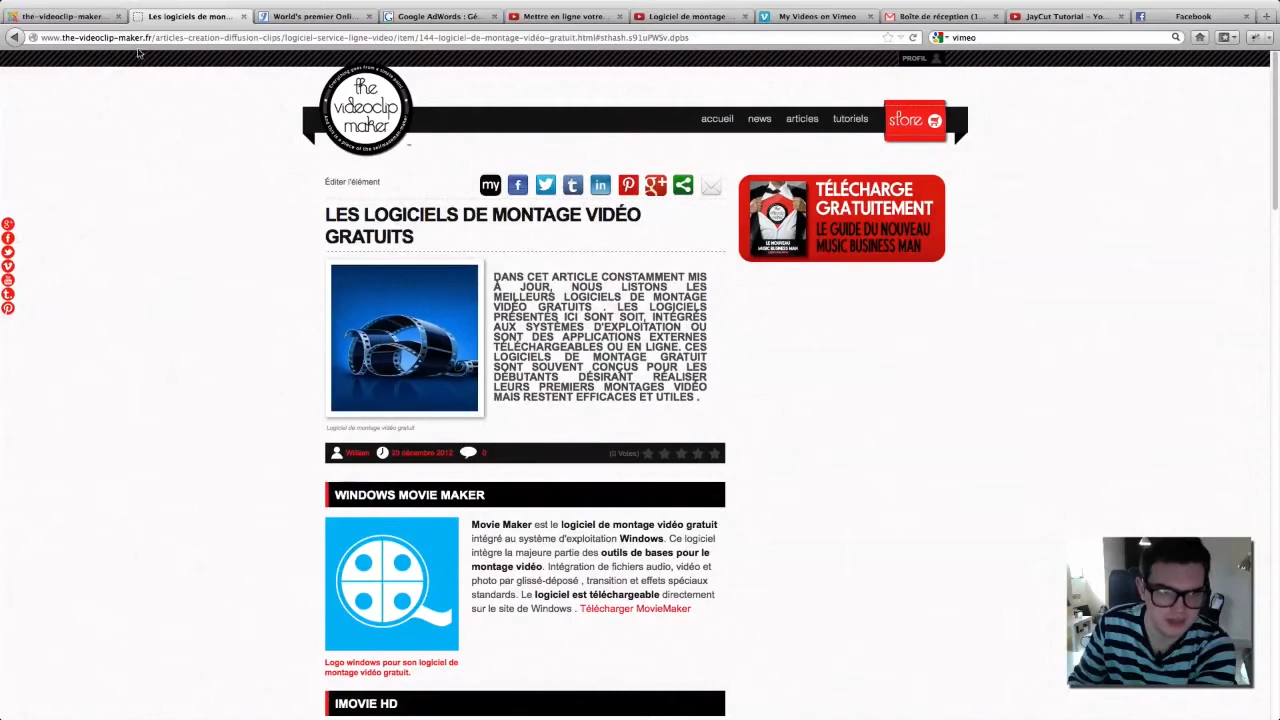 the-videoclip-maker...
Les logiciels de mon...
World's premier Onli...
Google AdWords : Gé...
Mettre en ligne votre...
Logiciel de montage ...
My Videos on Vimeo
Boîte de réception (1...
JayCut Tutorial - Yo...
Facebook
www.the-videoclip-maker.fr/articles-creation-diffusion-clips/logiciel-service-ligne-video/item/144-logiciel-de-montage-vidéo-gratuit.html#sthash.s91uPWSv.dpbs
vimeo
PROFIL
the
videoclip
maker
accueil
news
articles
tutoriels
store
Éditer l'élément
my
LES LOGICIELS DE MONTAGE VIDÉO
GRATUITS
TÉLÉCHARGE
GRATUITEMENT
LE GUIDE DU NOUVEAU
MUSIC BUSINESS MAN
DANS CET ARTICLE CONSTAMMENT MIS
À JOUR, NOUS LISTONS LES
MEILLEURS LOGICIELS DE MONTAGE
VIDÉO GRATUITS . LES LOGICIELS
PRÉSENTÉS ICI SONT SOIT, INTÉGRÉS
AUX SYSTÈMES D'EXPLOITATION OU
SONT DES APPLICATIONS EXTERNES
TÉLÉCHARGEABLES OU EN LIGNE. CES
LOGICIELS DE MONTAGE GRATUIT
SONT SOUVENT CONÇUS POUR LES
DÉBUTANTS DÉSIRANT RÉALISER
LEURS PREMIERS MONTAGES VIDÉO
MAIS RESTENT EFFICACES ET UTILES .
Logiciel de montage vidéo gratuit
William
29 décembre 2012
0
(0 Votes)
WINDOWS MOVIE MAKER
Movie Maker est le logiciel de montage vidéo gratuit
intégré au système d'exploitation Windows. Ce logiciel
intègre la majeure partie des outils de bases pour le
montage vidéo. Intégration de fichiers audio, vidéo et
photo par glissé-déposé , transition et effets spéciaux
standards. Le logiciel est téléchargeable directement
sur le site de Windows . Télécharger MovieMaker
Logo windows pour son logiciel de
montage vidéo gratuit.
IMOVIE HD